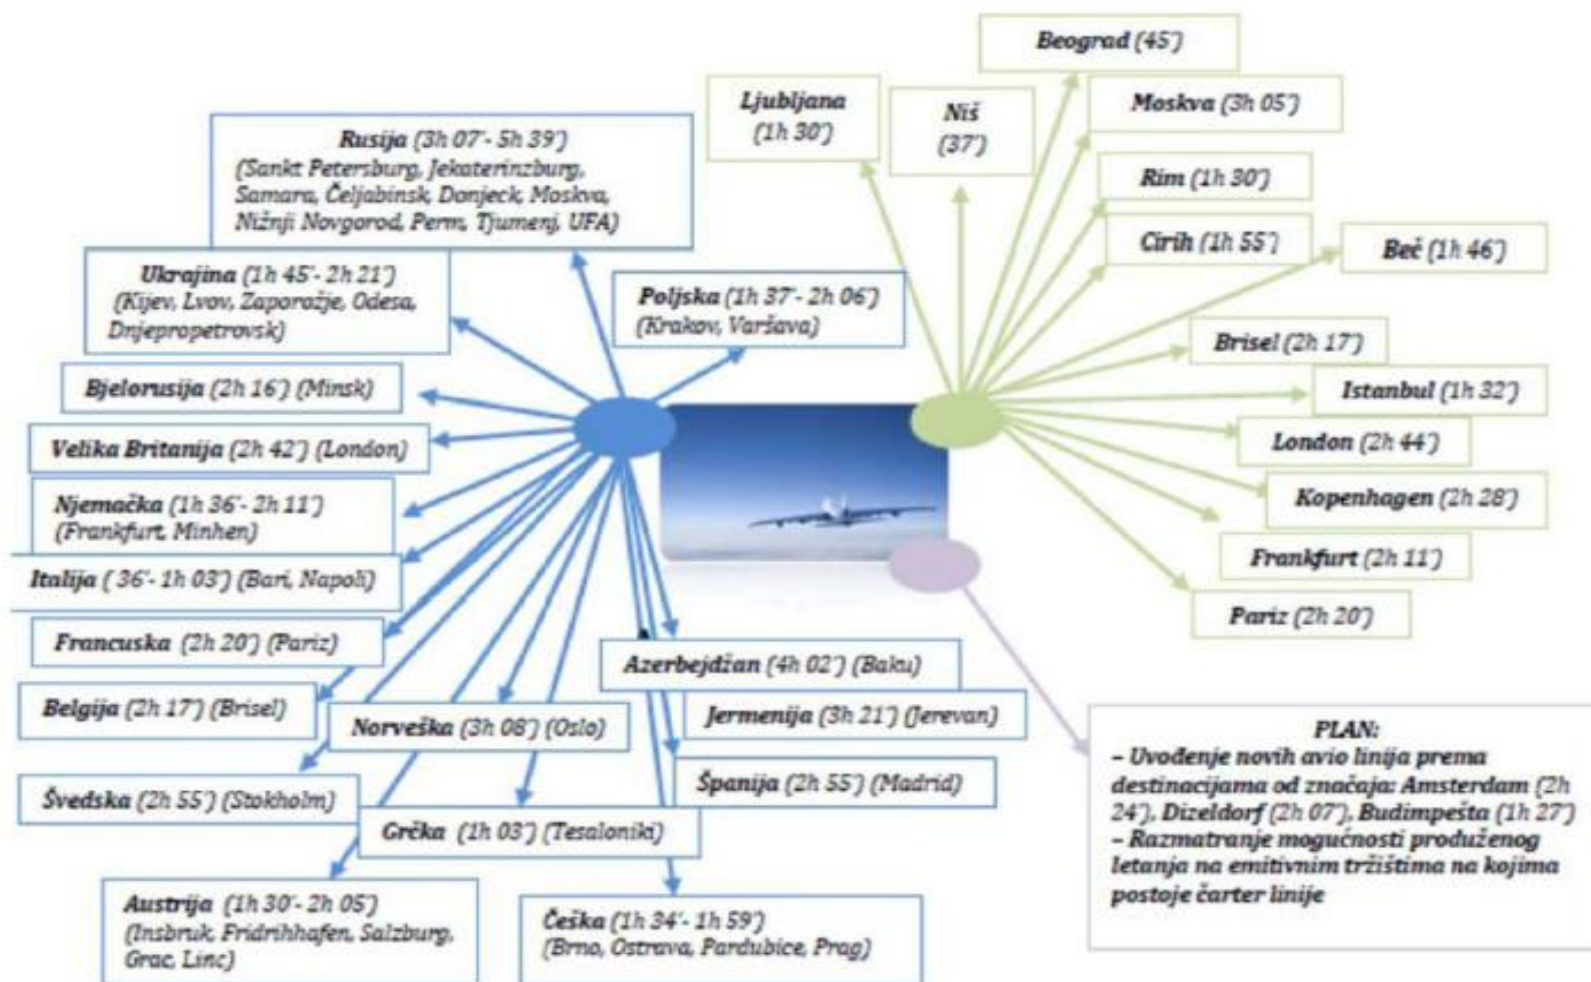 Beograd (45´)
Ljubljana
(1h 30´)
Niš
(37´)
Moskva (3h 05´)
Rim (1h 30´)
Cirih (1h 55´)
Beč (1h 46´)
Brisel (2h 17´)
Istanbul (1h 32´)
London (2h 44´)
Kopenhagen (2h 28´)
Frankfurt (2h 11´)
Pariz (2h 20´)
Rusija (3h 07´- 5h 39´)
(Sankt Petersburg, Jekaterinzburg,
Samara, Čeljabinsk, Donjeck, Moskva,
Nižnji Novgorod, Perm, Tjumenj, UFA)
Ukrajina (1h 45´- 2h 21´)
(Kijev, Lvov, Zaporožje, Odesa,
Dnjepropetrovsk)
Poljska (1h 37´- 2h 06´)
(Krakov, Varšava)
Bjelorusija (2h 16´) (Minsk)
Velika Britanija (2h 42´) (London)
Njemačka (1h 36´- 2h 11´)
(Frankfurt, Minhen)
Italija ( 36´- 1h 03´) (Bari, Napoli)
Francuska (2h 20´) (Pariz)
Belgija (2h 17´) (Brisel)
Norveška (3h 08´) (Oslo)
Švedska (2h 55´) (Stokholm)
Grčka (1h 03´) (Tesaloniki)
Azerbejdžan (4h 02´) (Baku)
Jermenija (3h 21´) (Jerevan)
Španija (2h 55´) (Madrid)
Austrija (1h 30´- 2h 05´)
(Insbruk, Fridrihhafen, Salzburg,
Grac, Linc)
Češka (1h 34´- 1h 59´)
(Brno, Ostrava, Pardubice, Prag)
PLAN:
– Uvođenje novih avio linija prema
destinacijama od značaja: Amsterdam (2h
24´), Dizeldorf (2h 07´), Budimpešta (1h 27´)
– Razmatranje mogućnosti produženog
letanja na emitivnim tržištima na kojima
postoje čarter linije